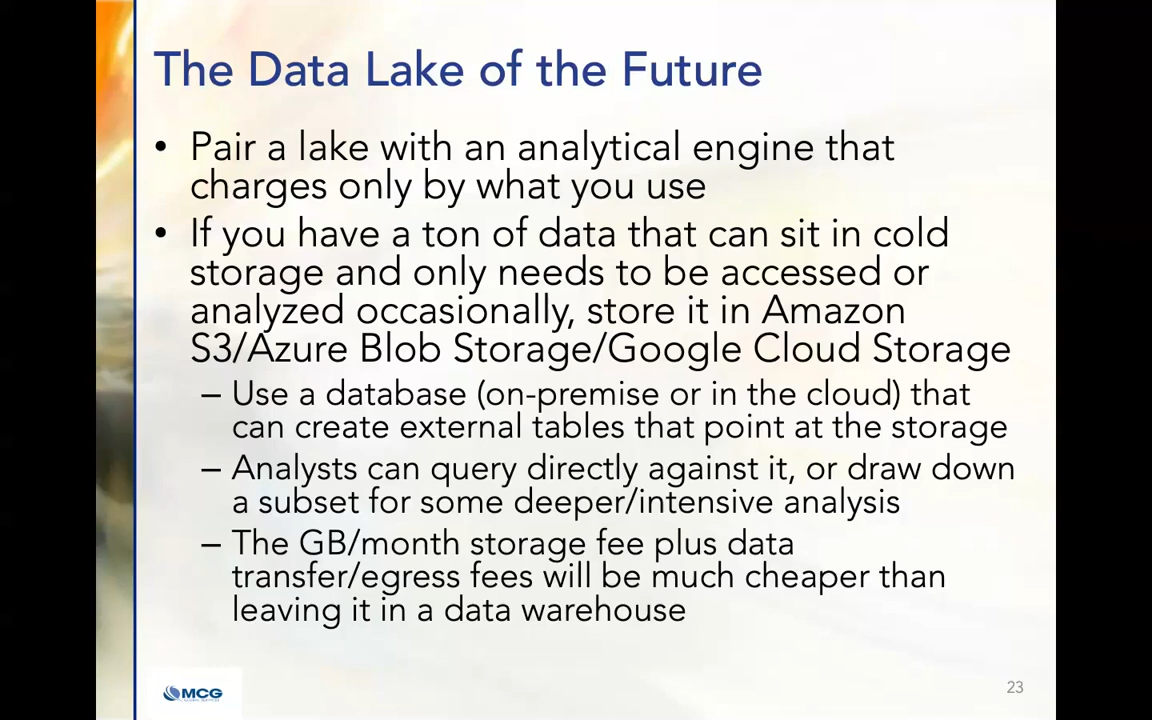 The Data Lake of the Future
• Pair a lake with an analytical engine that
charges only by what you use
• If you have a ton of data that can sit in cold
storage and only needs to be accessed or
analyzed occasionally, store it in Amazon
S3/Azure Blob Storage/Google Cloud Storage
– Use a database (on-premise or in the cloud) that
can create external tables that point at the storage
– Analysts can query directly against it, or draw down
a subset for some deeper/intensive analysis
– The GB/month storage fee plus data
transfer/egress fees will be much cheaper than
leaving it in a data warehouse
MCG
23